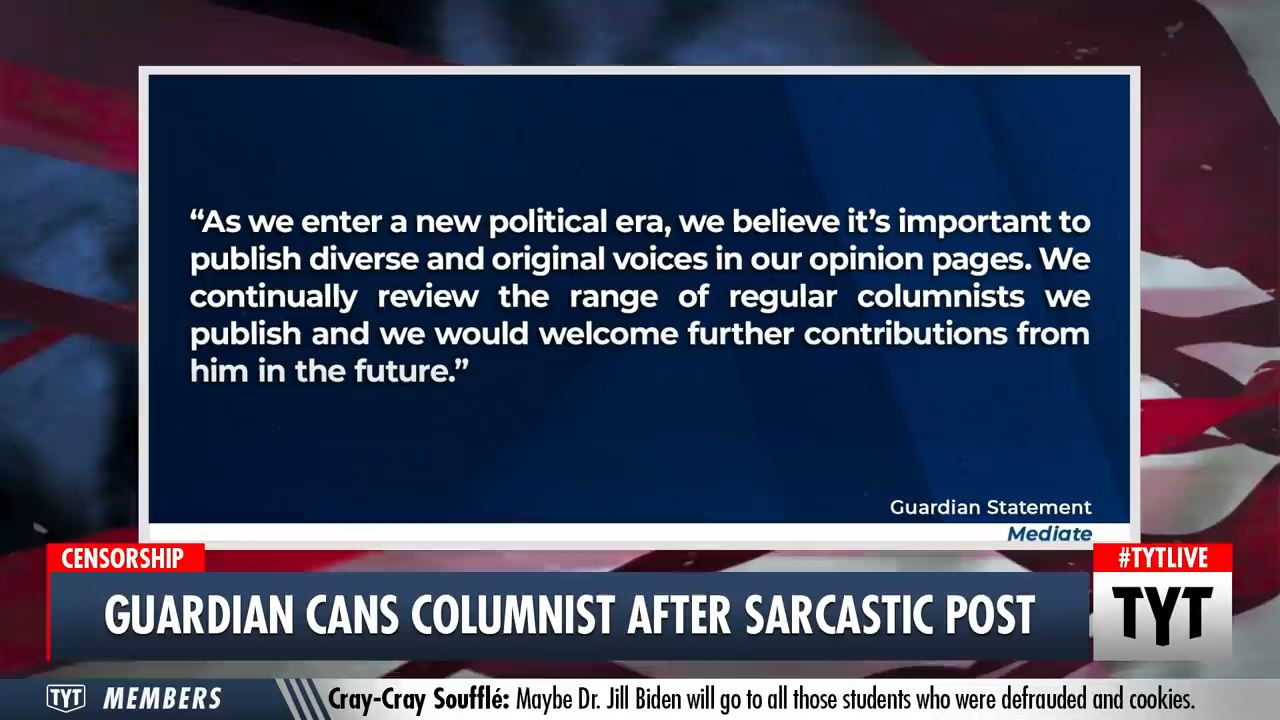 “As we enter a new political era, we believe it’s important to
publish diverse and original voices in our opinion pages. We
continually review the range of regular columnists we
publish and we would welcome further contributions from
him in the future.”
Guardian Statement
Mediate
CENSORSHIP
#TYTLIVE
GUARDIAN CANS COLUMNIST AFTER SARCASTIC POST
TYT
TYT MEMBERS
Cray-Cray Soufflé: Maybe Dr. Jill Biden will go to all those students who were defrauded and cookies.